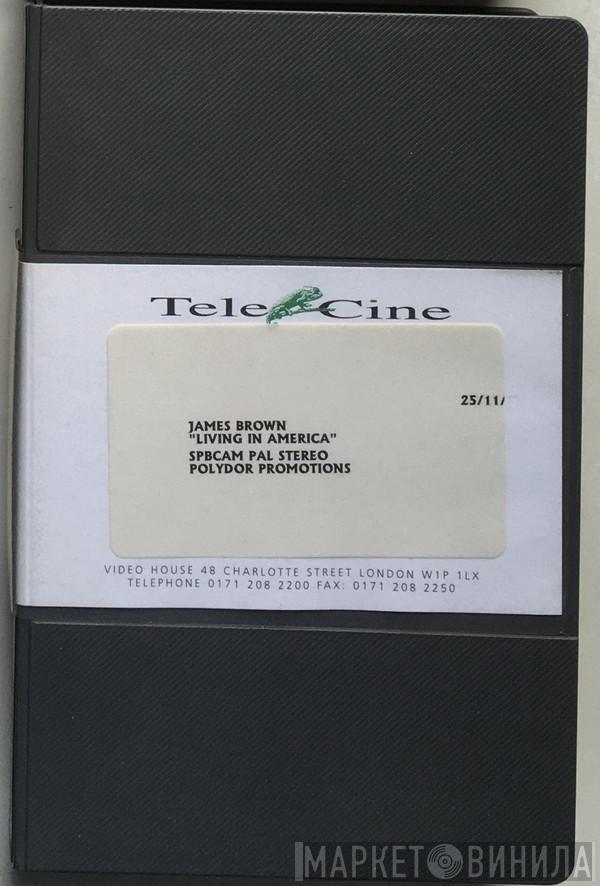 Tele Cine
25/11/
JAMES BROWN
"LIVING IN AMERICA"
SPBCAM PAL STEREO
POLYDOR PROMOTIONS
VIDEO HOUSE 48 CHARLOTTE STREET LONDON W1P 1LX
TELEPHONE 0171 208 2200 FAX: 0171 208 2250
МАРКЕТ ВИНИЛА